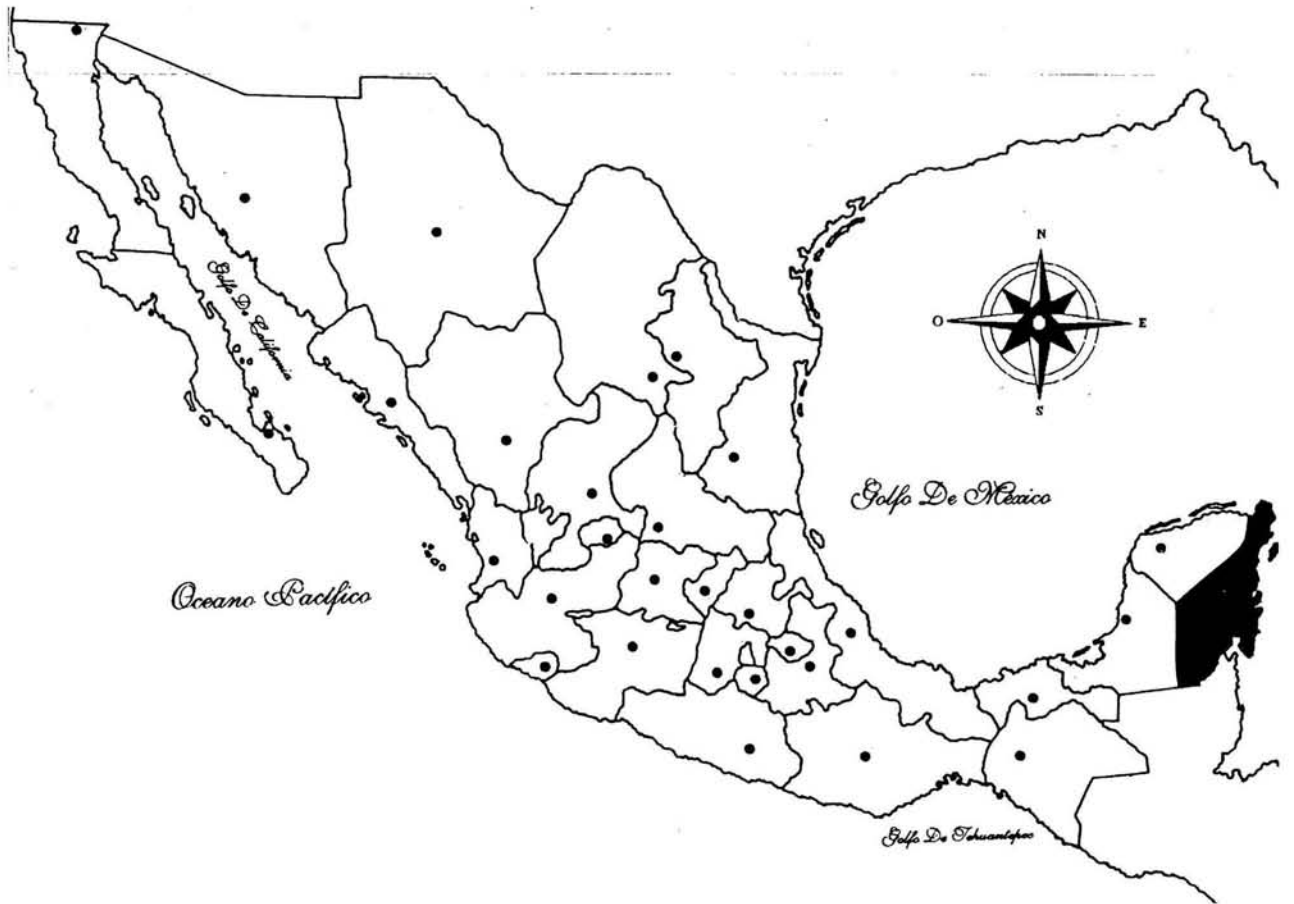 N
O
E
S
Golfo De California
Golfo De México
Oceano Pacífico
Golfo De Tehuantepec